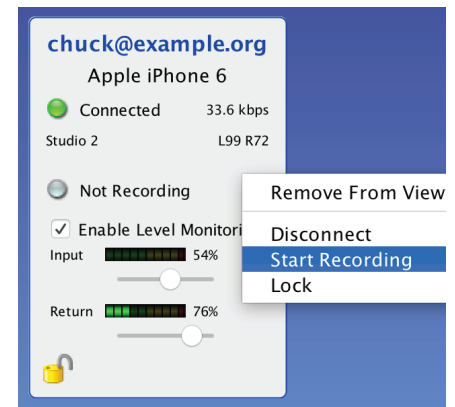 chuck@example.org
Apple iPhone 6
Connected 33.6 kbps
Studio 2 L99 R72
Not Recording
Enable Level Monitori
Input 54%
Return 76%
Remove From View
Disconnect
Start Recording
Lock